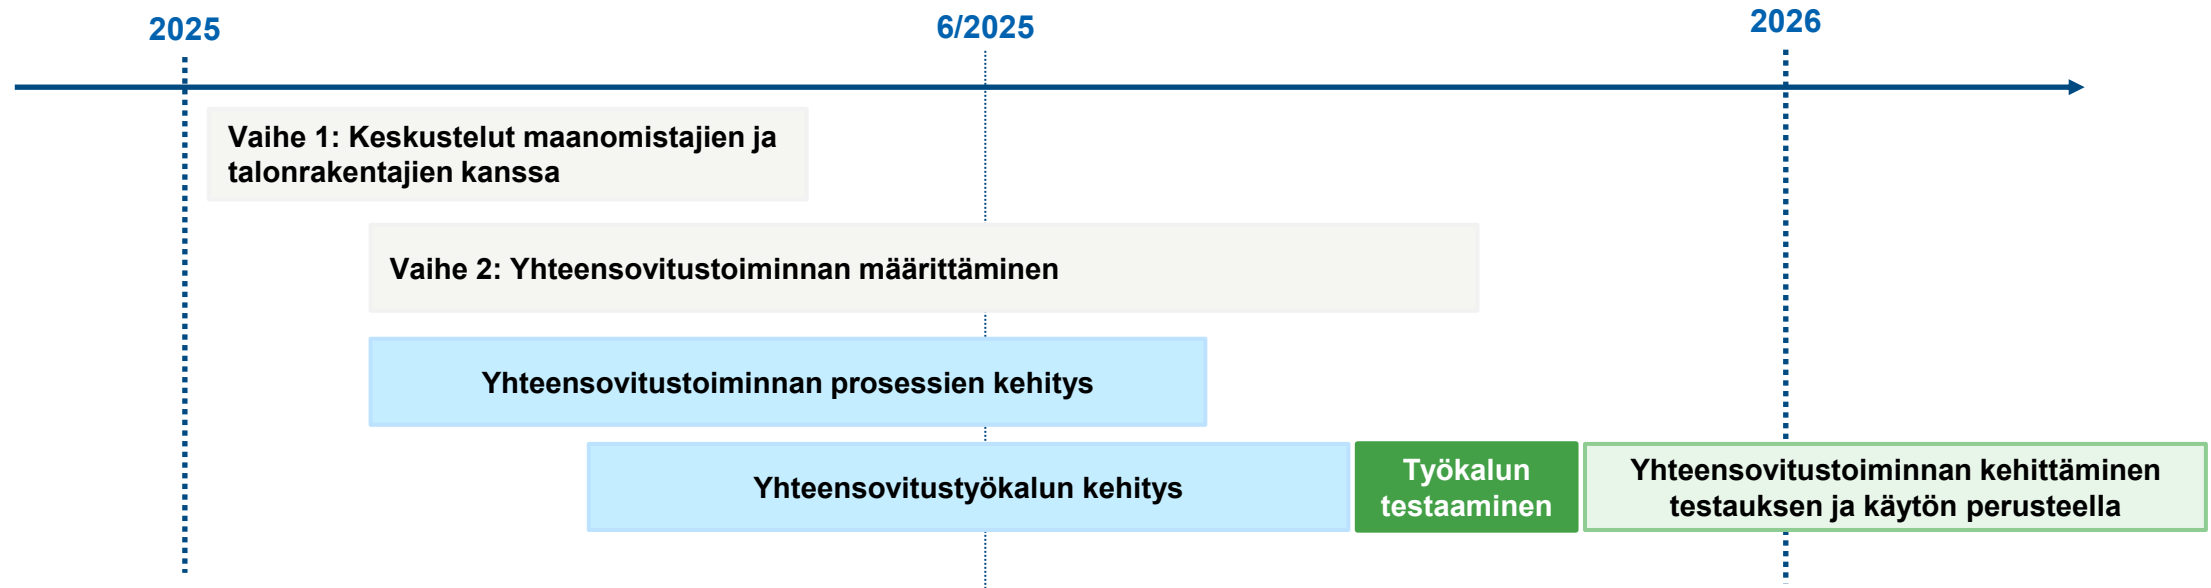 2025
6/2025
2026
Vaihe 1: Keskustelut maanomistajien ja
talonrakentajien kanssa
Vaihe 2: Yhteensovitustoiminnan määrittäminen
Yhteensovitustoiminnan prosessien kehitys
Yhteensovitustyökalun kehitys
Työkalun
testaaminen
Yhteensovitustoiminnan kehittäminen
testauksen ja käytön perusteella